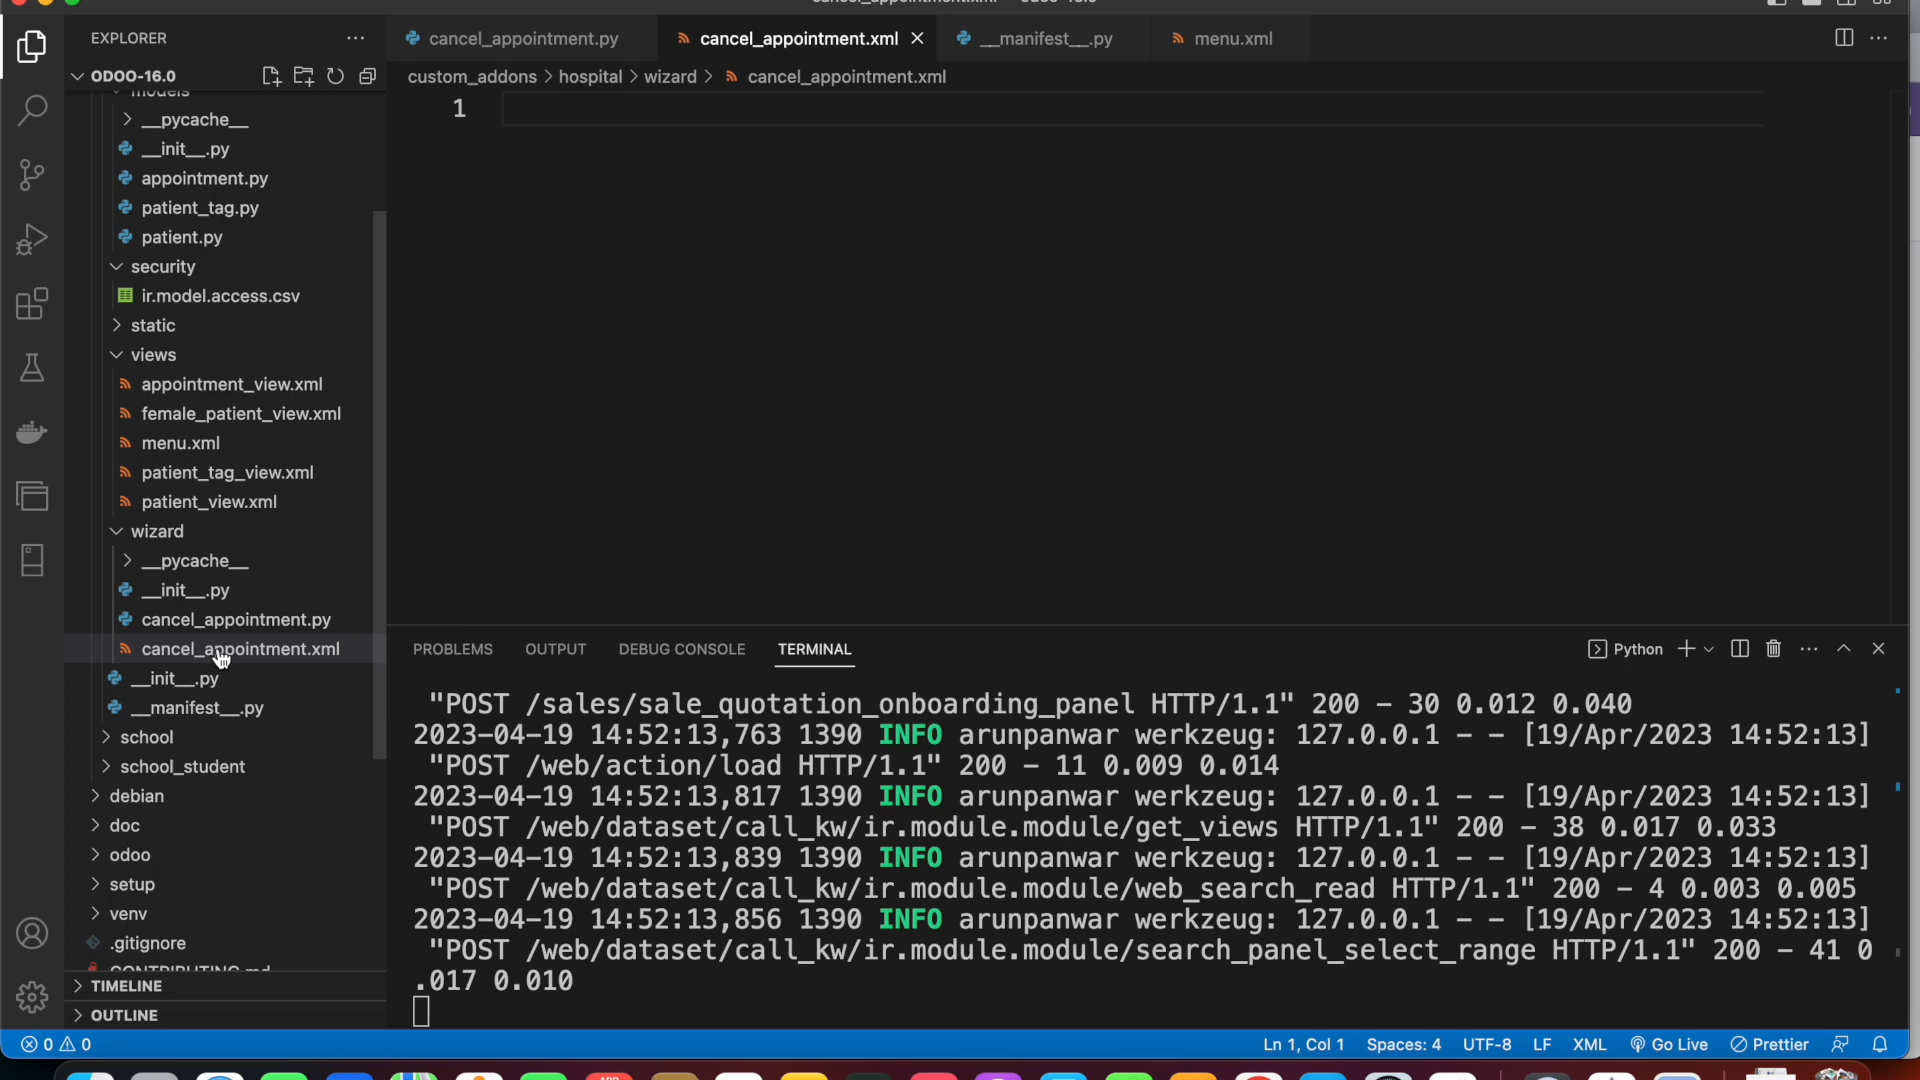 EXPLORER
ODOO-16.0
models
__pycache__
__init__.py
appointment.py
patient_tag.py
patient.py
security
ir.model.access.csv
static
views
appointment_view.xml
female_patient_view.xml
menu.xml
patient_tag_view.xml
patient_view.xml
wizard
__pycache__
__init__.py
cancel_appointment.py
cancel_appointment.xml
__init__.py
__manifest__.py
school
school_student
debian
doc
odoo
setup
venv
.gitignore
CONTRIBUTING.md
TIMELINE
OUTLINE
cancel_appointment.py cancel_appointment.xml __manifest__.py menu.xml
custom_addons > hospital > wizard > cancel_appointment.xml
1
PROBLEMS OUTPUT DEBUG CONSOLE TERMINAL Python
"POST /sales/sale_quotation_onboarding_panel HTTP/1.1" 200 - 30 0.012 0.040
2023-04-19 14:52:13,763 1390 INFO arunpanwar werkzeug: 127.0.0.1 - - [19/Apr/2023 14:52:13]
"POST /web/action/load HTTP/1.1" 200 - 11 0.009 0.014
2023-04-19 14:52:13,817 1390 INFO arunpanwar werkzeug: 127.0.0.1 - - [19/Apr/2023 14:52:13]
"POST /web/dataset/call_kw/ir.module.module/get_views HTTP/1.1" 200 - 38 0.017 0.033
2023-04-19 14:52:13,839 1390 INFO arunpanwar werkzeug: 127.0.0.1 - - [19/Apr/2023 14:52:13]
"POST /web/dataset/call_kw/ir.module.module/web_search_read HTTP/1.1" 200 - 4 0.003 0.005
2023-04-19 14:52:13,856 1390 INFO arunpanwar werkzeug: 127.0.0.1 - - [19/Apr/2023 14:52:13]
"POST /web/dataset/call_kw/ir.module.module/search_panel_select_range HTTP/1.1" 200 - 41 0
.017 0.010
0 0 Ln 1, Col 1 Spaces: 4 UTF-8 LF XML Go Live Prettier